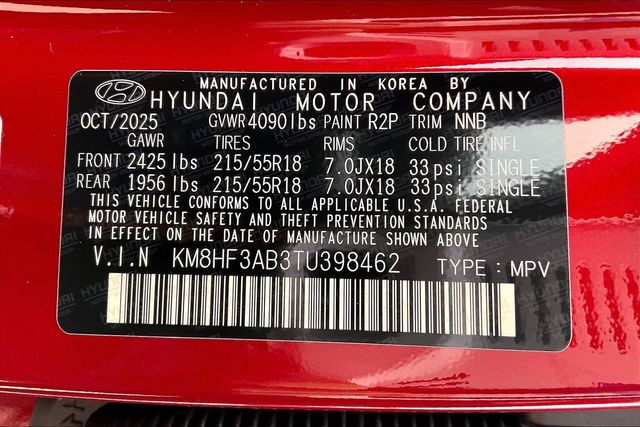 MANUFACTURED IN KOREA BY
HYUNDAI MOTOR COMPANY
OCT/2025 GVWR 4090lbs PAINT R2P TRIM NNB
GAWR TIRES RIMS COLD TIRE INFL
FRONT 2425 lbs 215/55R18 7.0JX18 33psi SINGLE
REAR 1956 lbs 215/55R18 7.0JX18 33psi SINGLE
THIS VEHICLE CONFORMS TO ALL APPLICABLE U.S.A. FEDERAL
MOTOR VEHICLE SAFETY AND THEFT PREVENTION STANDARDS
IN EFFECT ON THE DATE OF MANUFACTURE SHOWN ABOVE.
V.I.N KM8HF3AB3TU398462 TYPE : MPV